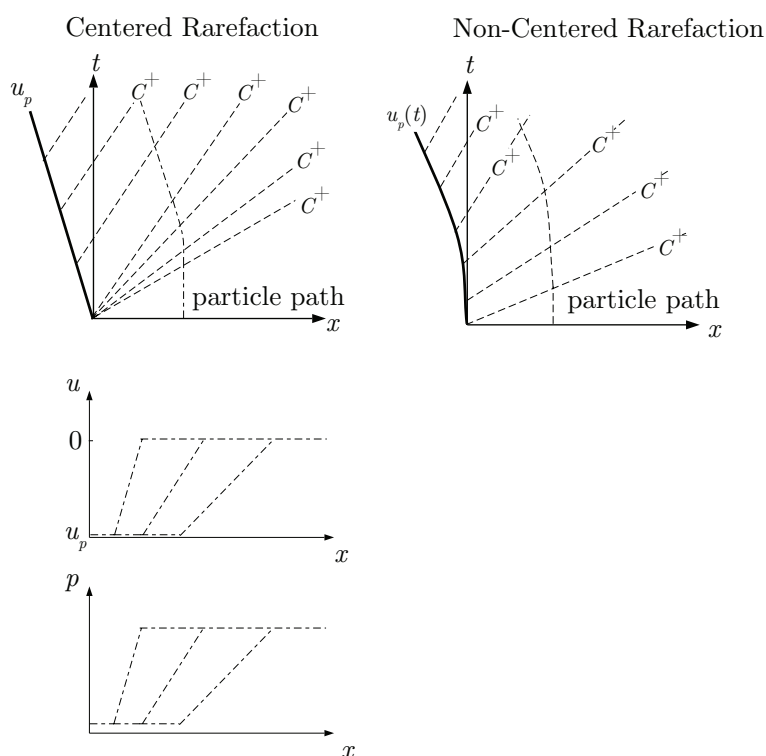 Centered Rarefaction
t
u_p
C^+
C^+
C^+
C^+
C^+
C^+
particle path
x
Non-Centered Rarefaction
t
u_p(t)
C^+
C^+
C^+
C^+
C^+
particle path
x
u
0
u_p
x
p
x